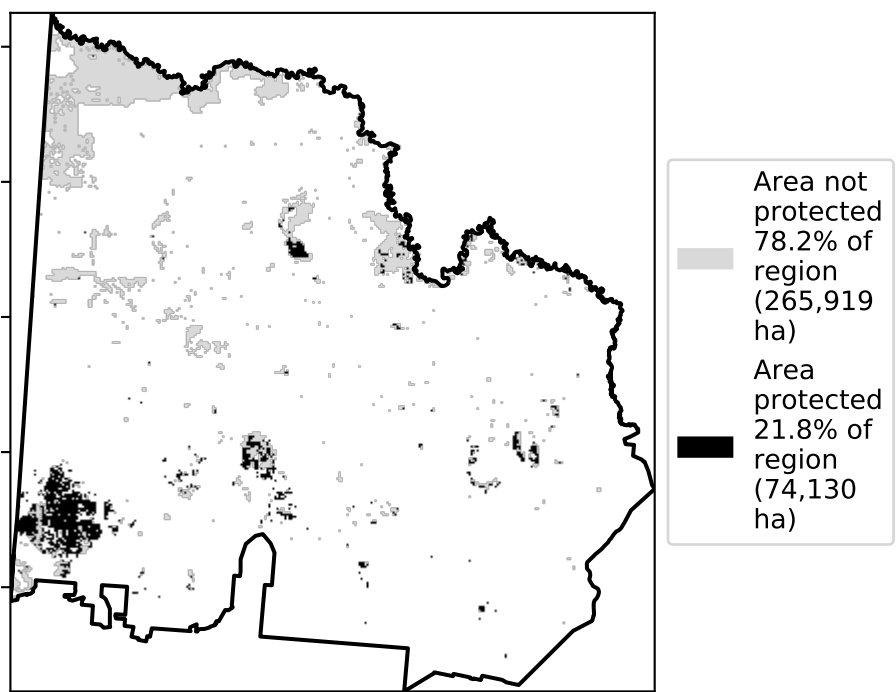 Area not
protected
78.2% of
region
(265,919
ha)
Area
protected
21.8% of
region
(74,130
ha)